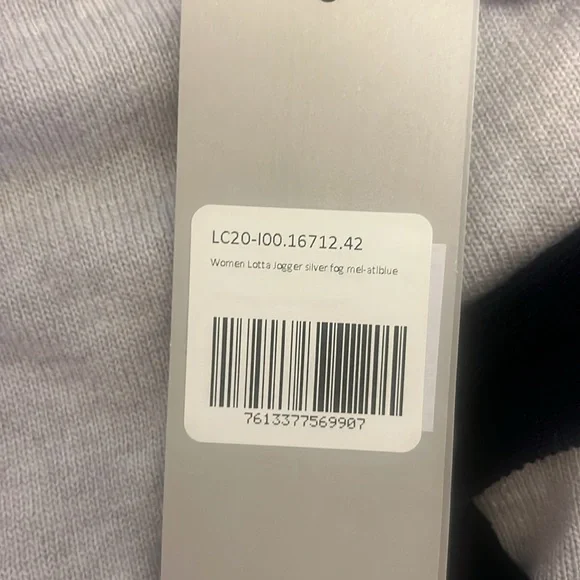 LC20-I00.16712.42
Women Lotta Jogger silver fog mel-atlblue
7613377569907